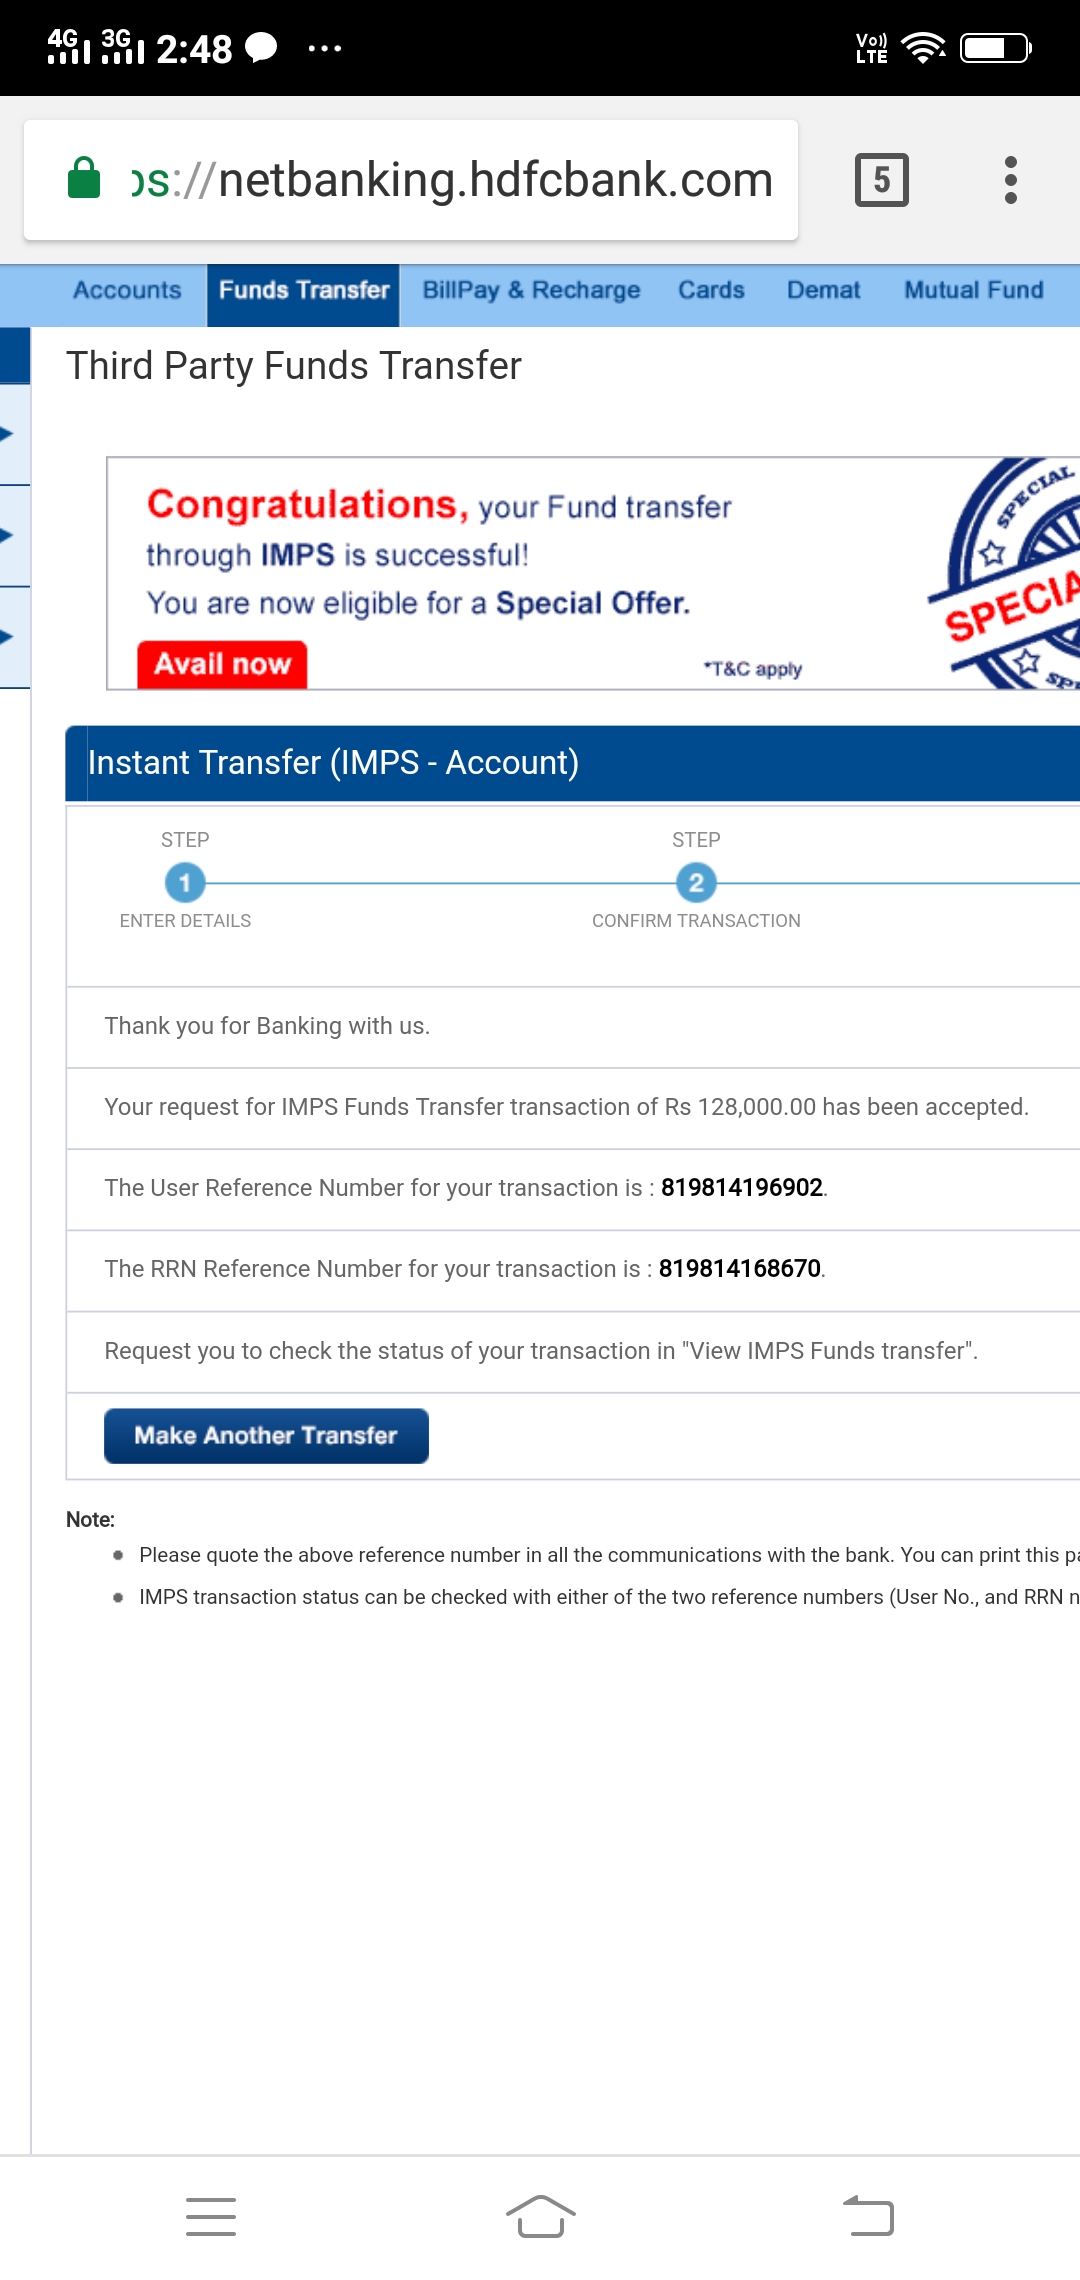 4G 3G 2:48 ... Vo)) LTE
ps://netbanking.hdfcbank.com 5
Accounts Funds Transfer BillPay & Recharge Cards Demat Mutual Fund
Third Party Funds Transfer
Congratulations, your Fund transfer
through IMPS is successful!
You are now eligible for a Special Offer.
Avail now
*T&C apply
SPECIAL
SPECIA
SPE
Instant Transfer (IMPS - Account)
STEP STEP
1 2
ENTER DETAILS CONFIRM TRANSACTION
Thank you for Banking with us.
Your request for IMPS Funds Transfer transaction of Rs 128,000.00 has been accepted.
The User Reference Number for your transaction is : 819814196902.
The RRN Reference Number for your transaction is : 819814168670.
Request you to check the status of your transaction in "View IMPS Funds transfer".
Make Another Transfer
Note:
Please quote the above reference number in all the communications with the bank. You can print this pa
IMPS transaction status can be checked with either of the two reference numbers (User No., and RRN n